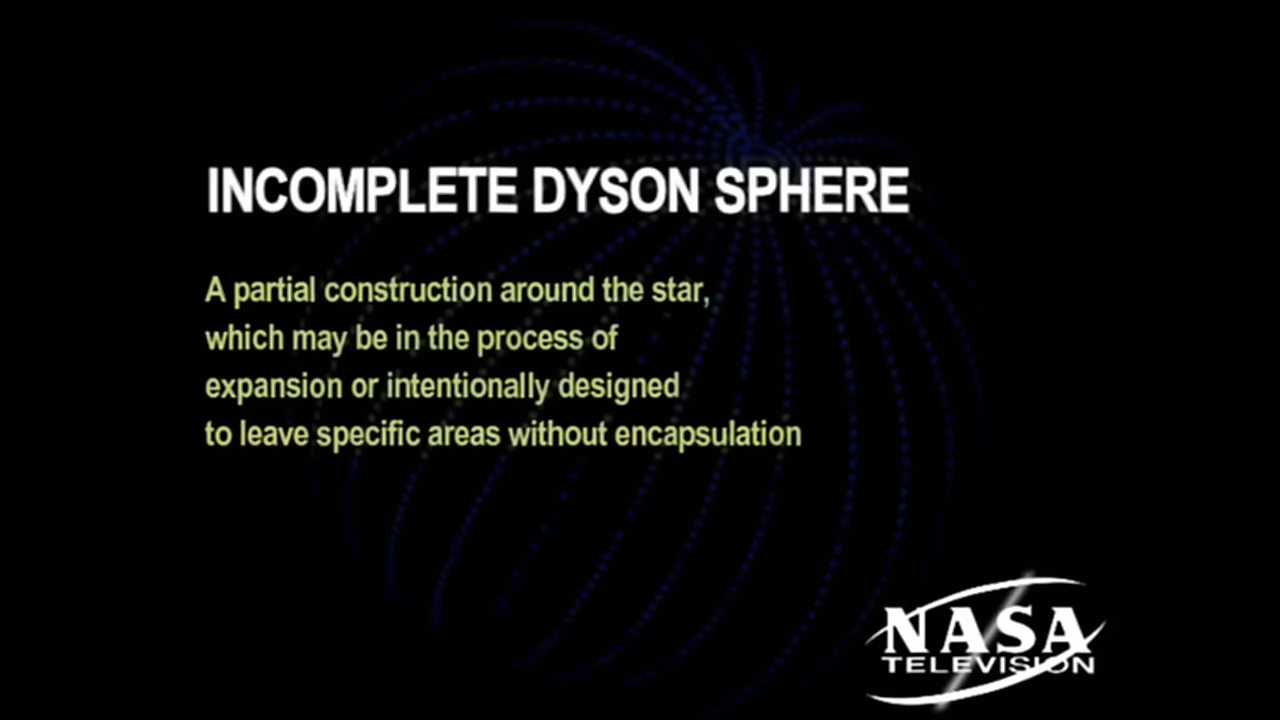 INCOMPLETE DYSON SPHERE
A partial construction around the star,
which may be in the process of
expansion or intentionally designed
to leave specific areas without encapsulation
NASA
TELEVISION